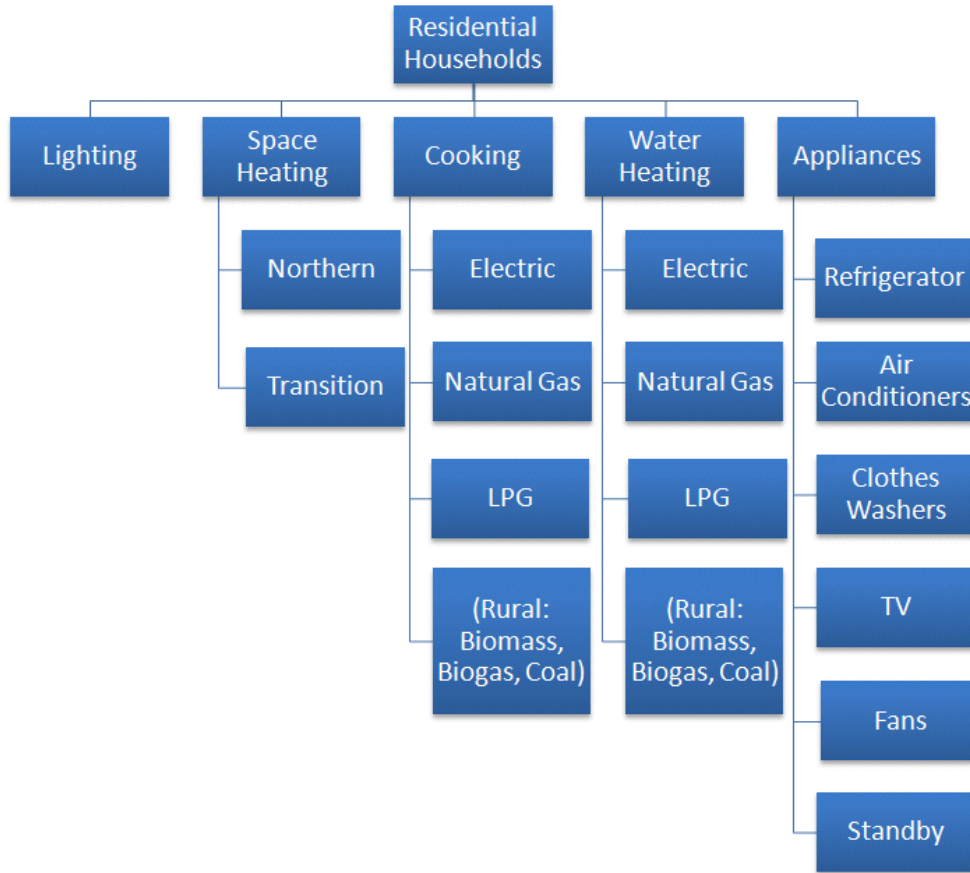 Residential
Households
Lighting
Space
Heating
Cooking
Water
Heating
Appliances
Northern
Transition
Electric
Natural Gas
LPG
(Rural:
Biomass,
Biogas, Coal)
Electric
Natural Gas
LPG
(Rural:
Biomass,
Biogas, Coal)
Refrigerator
Air
Conditioners
Clothes
Washers
TV
Fans
Standby